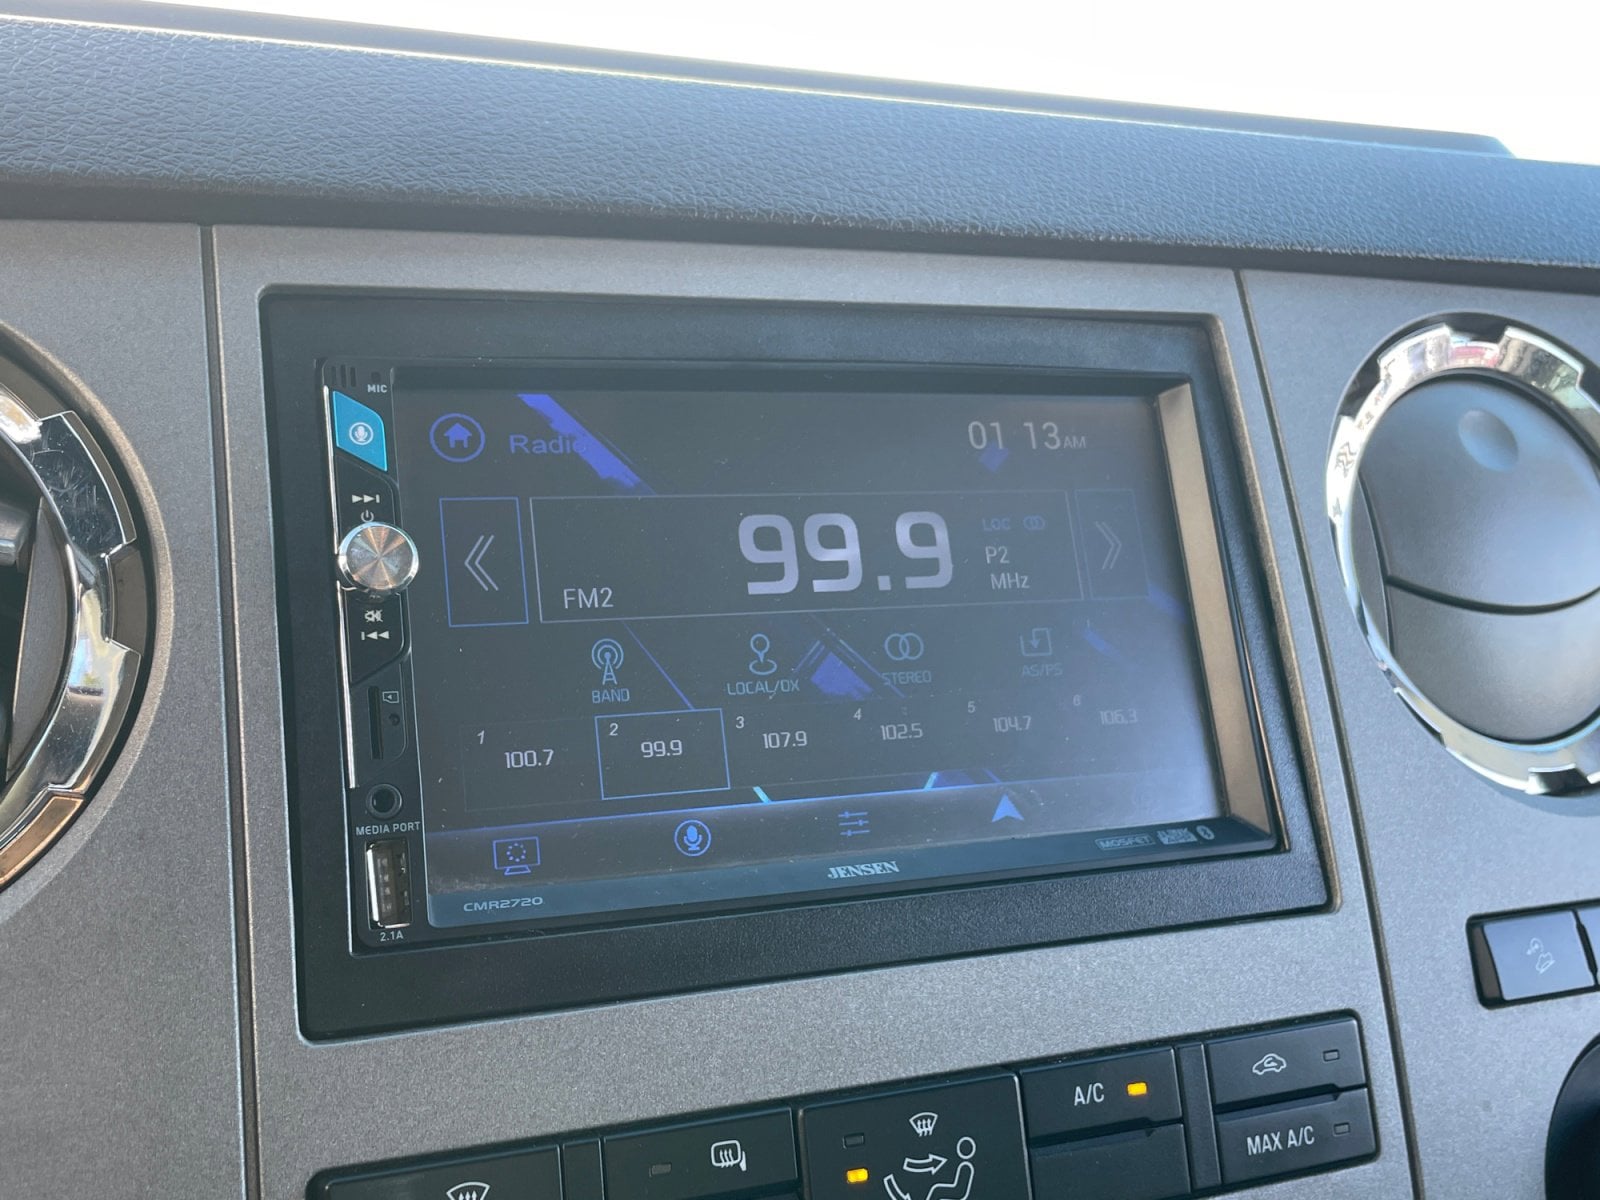 MIC
Radio
01 13 AM
99.9
LOC
P2
MHz
FM2
BAND
LOCAL/DX
STEREO
AS/PS
1 100.7
2 99.9
3 107.9
4 102.5
5 104.7
6 106.3
MEDIA PORT
2.1A
CMR2720
JENSEN
MOSFET
A/C
MAX A/C